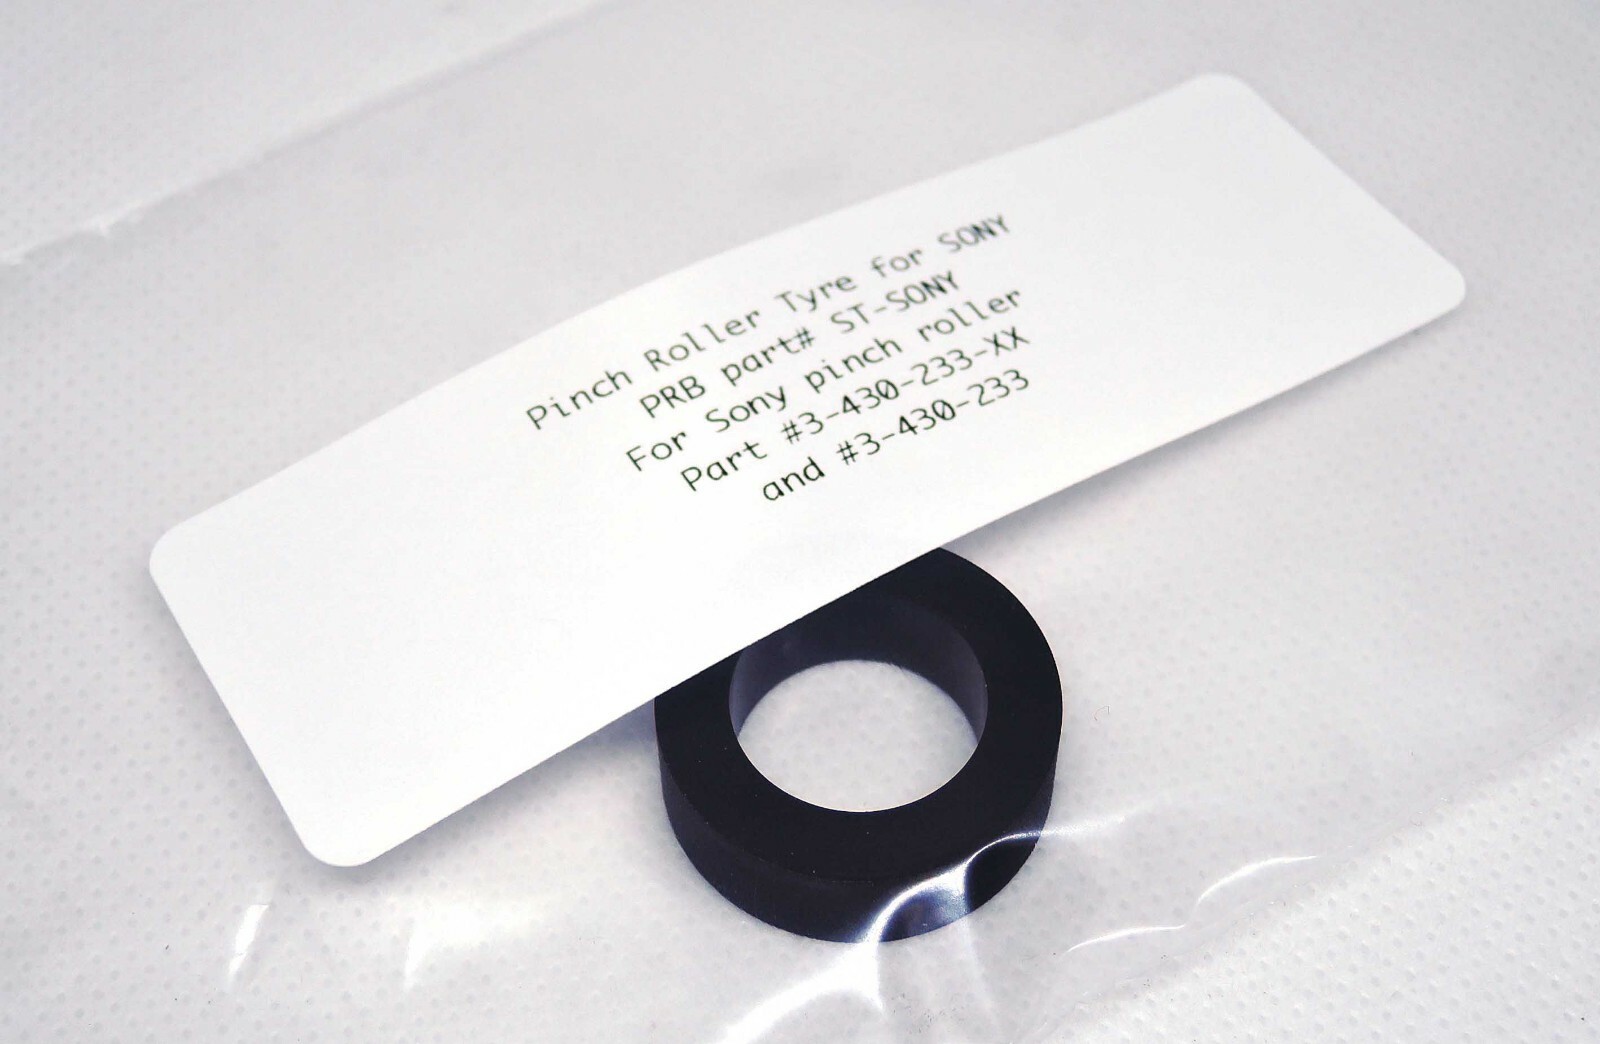 Pinch Roller Tyre for SONY
PRB part# ST-SONY
For Sony pinch roller
Part #3-430-233-XX
and #3-430-233